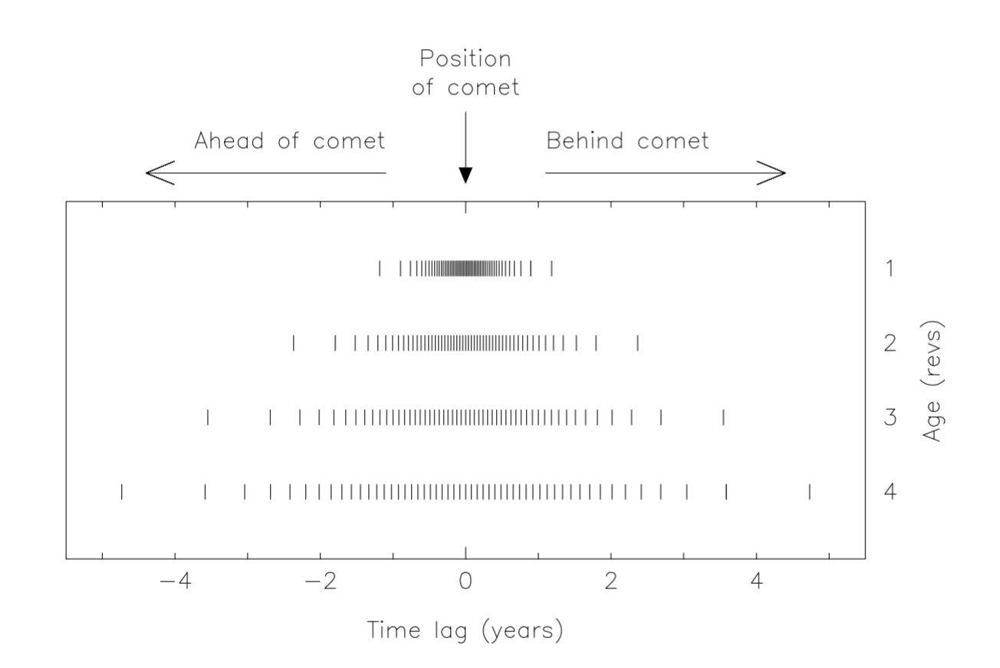 Position
of comet
Ahead of comet
Behind comet
1
2
3
4
Age (revs)
−4
−2
0
2
4
Time lag (years)